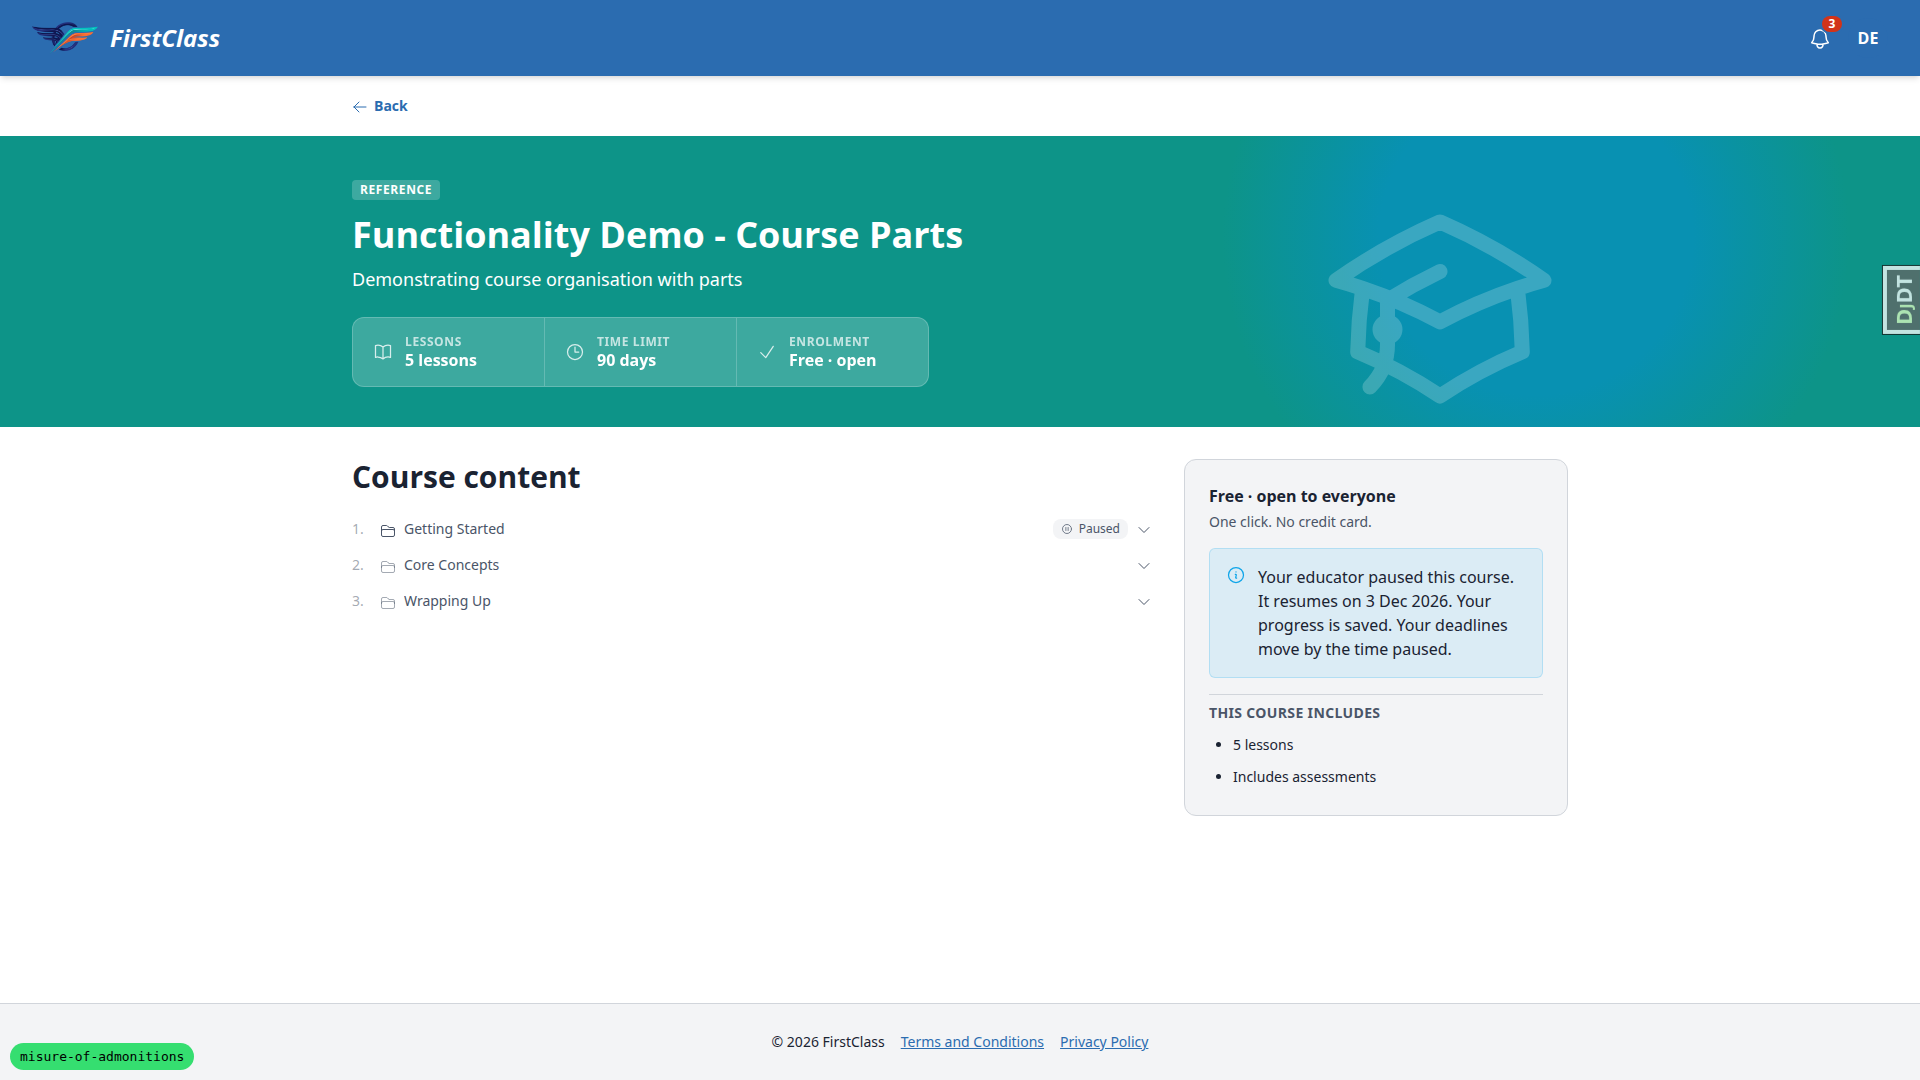 FirstClass
3
DE
Back
REFERENCE
Functionality Demo - Course Parts
Demonstrating course organisation with parts
LESSONS
5 lessons
TIME LIMIT
90 days
ENROLMENT
Free · open
DJDT
Course content
1. Getting Started
Paused
2. Core Concepts
3. Wrapping Up
Free · open to everyone
One click. No credit card.
Your educator paused this course.
It resumes on 3 Dec 2026. Your
progress is saved. Your deadlines
move by the time paused.
THIS COURSE INCLUDES
• 5 lessons
• Includes assessments
© 2026 FirstClass Terms and Conditions Privacy Policy
misure-of-admonitions